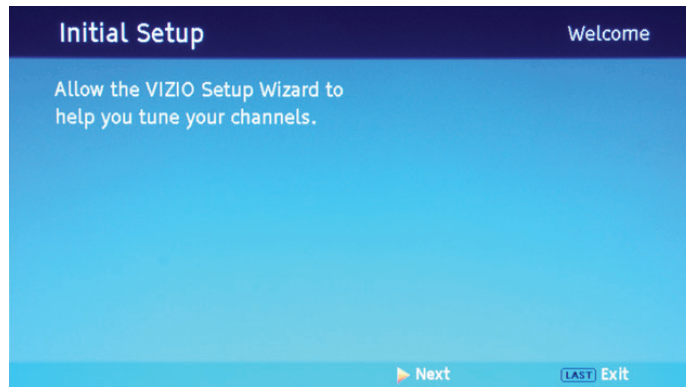 Initial Setup Welcome
Allow the VIZIO Setup Wizard to
help you tune your channels.
Next LAST Exit